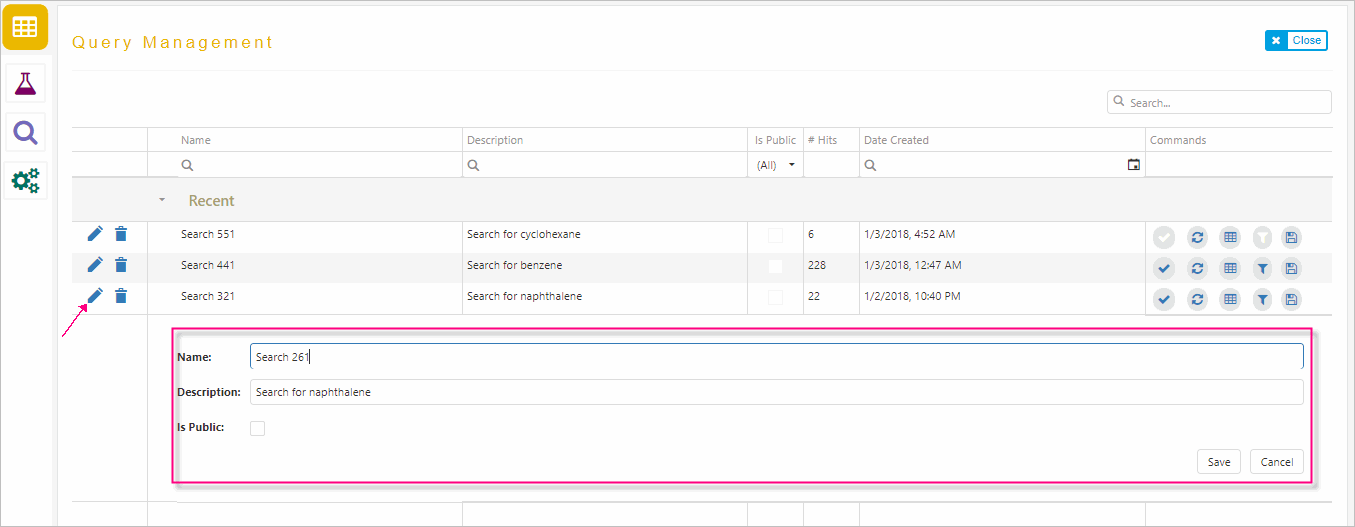 Query Management
Close
Search...
Name Description Is Public # Hits Date Created Commands
(All)
Recent
Search 551 Search for cyclohexane 6 1/3/2018, 4:52 AM
Search 441 Search for benzene 228 1/3/2018, 12:47 AM
Search 321 Search for naphthalene 22 1/2/2018, 10:40 PM
Name: Search 261
Description: Search for naphthalene
Is Public:
Save Cancel